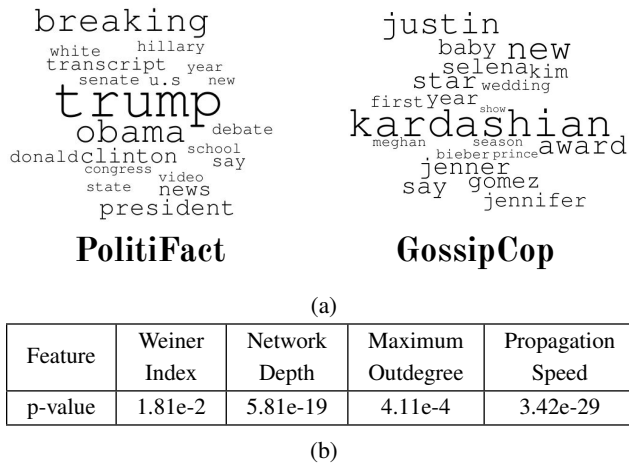 breaking
white hillary
transcript year
senate u.s new
trump
obama debate
donald clinton school
congress say
state video
news
president
PolitiFact
justin
baby new
selena kim
star wedding
first year show
kardashian
meghan season award
bieber prince
jenner
say gomez
jennifer
GossipCop
(a)
Feature Weiner Index Network Depth Maximum Outdegree Propagation Speed
p-value 1.81e-2 5.81e-19 4.11e-4 3.42e-29
(b)